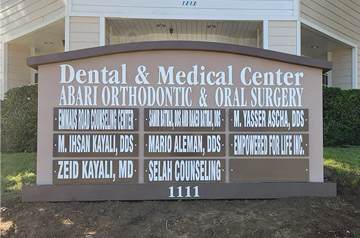 1111
Dental & Medical Center
ABARI ORTHODONTIC & ORAL SURGERY
EMMAUS ROAD COUNSELING CENTER
M. YASSER ASCHA, DDS
M. IHSAN KAYALI, DDS
MARIO ALEMAN, DDS
EMPOWERED FOR LIFE INC.
ZEID KAYALI, MD
SELAH COUNSELING
1111